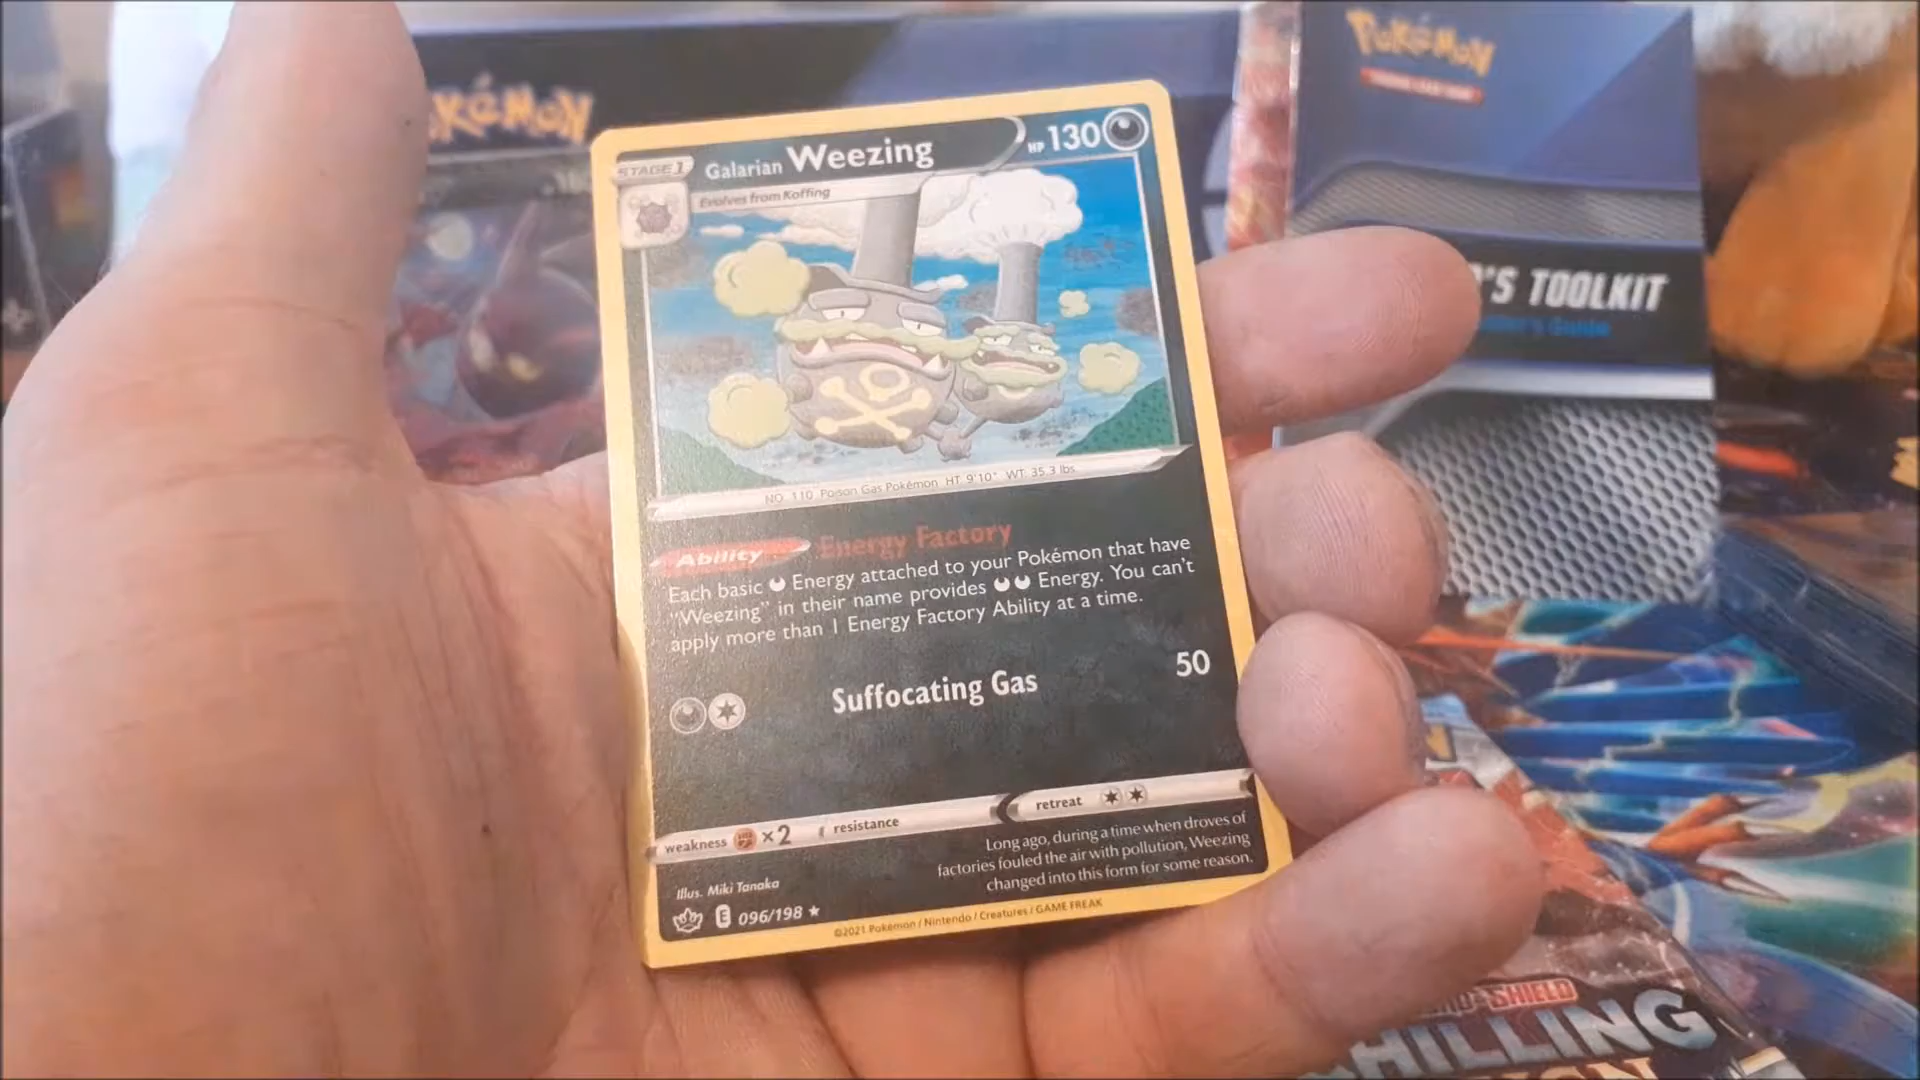 POKÉMON
POKÉMON
'S TOOLKIT
STAGE 1
Galarian Weezing
HP 130
Evolves from Koffing
NO. 110 Poison Gas Pokémon HT 9'10" WT: 35.3 lbs.
Ability Energy Factory
Each basic Energy attached to your Pokémon that have
"Weezing" in their name provides Energy. You can't
apply more than 1 Energy Factory Ability at a time.
Suffocating Gas 50
weakness ×2 resistance retreat
Long ago, during a time when droves of
factories fouled the air with pollution, Weezing
changed into this form for some reason.
Illus. Miki Tanaka
E 096/198
©2021 Pokémon / Nintendo / Creatures / GAME FREAK
SHIELD
HILLING